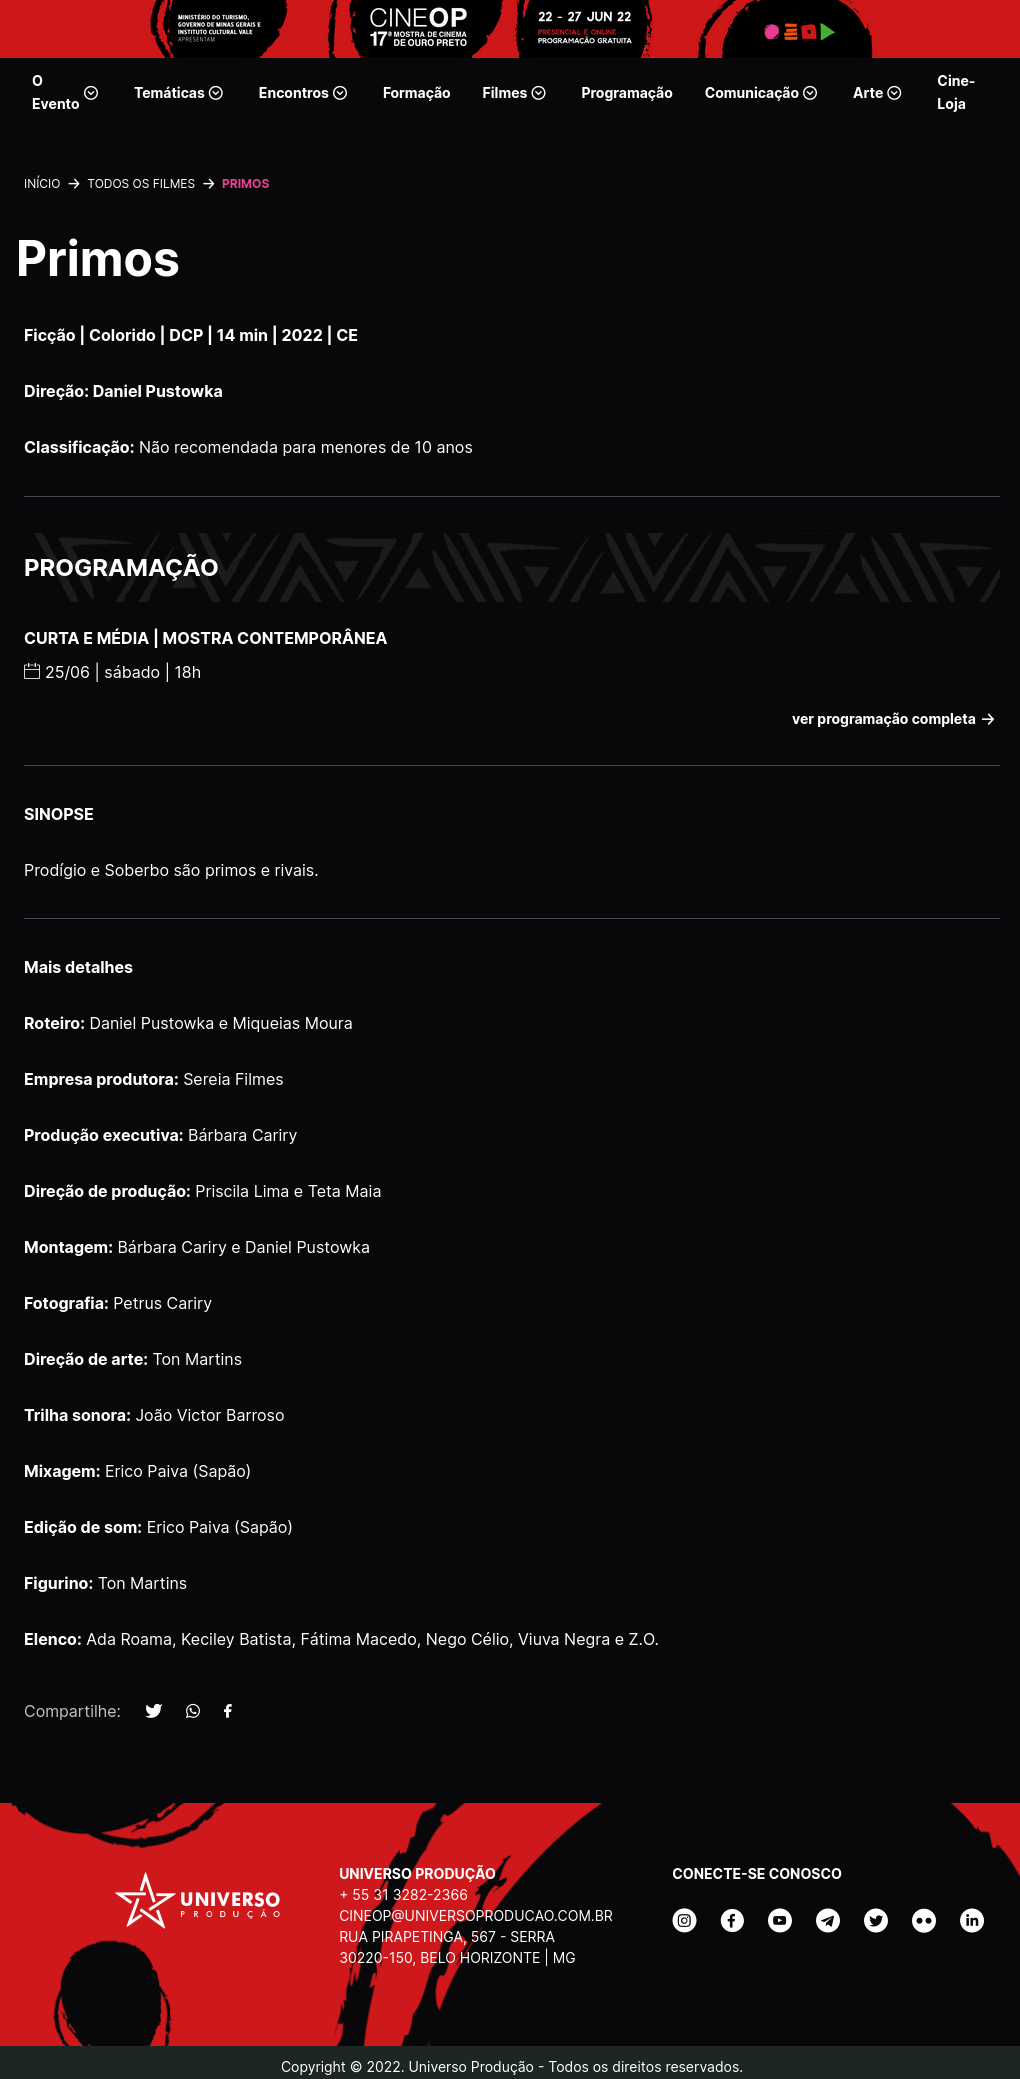 MINISTÉRIO DO TURISMO,
GOVERNO DE MINAS GERAIS E
INSTITUTO CULTURAL VALE
APRESENTAM
CINEOP
17ª MOSTRA DE CINEMA
DE OURO PRETO
22 - 27 JUN 22
PRESENCIAL E ONLINE
PROGRAMAÇÃO GRATUITA
O Evento
Temáticas
Encontros
Formação
Filmes
Programação
Comunicação
Arte
Cine-Loja
INÍCIO → TODOS OS FILMES → PRIMOS
Primos
Ficção | Colorido | DCP | 14 min | 2022 | CE
Direção: Daniel Pustowka
Classificação: Não recomendada para menores de 10 anos
PROGRAMAÇÃO
CURTA E MÉDIA | MOSTRA CONTEMPORÂNEA
25/06 | sábado | 18h
ver programação completa →
SINOPSE
Prodígio e Soberbo são primos e rivais.
Mais detalhes
Roteiro: Daniel Pustowka e Miqueias Moura
Empresa produtora: Sereia Filmes
Produção executiva: Bárbara Cariry
Direção de produção: Priscila Lima e Teta Maia
Montagem: Bárbara Cariry e Daniel Pustowka
Fotografia: Petrus Cariry
Direção de arte: Ton Martins
Trilha sonora: João Victor Barroso
Mixagem: Erico Paiva (Sapão)
Edição de som: Erico Paiva (Sapão)
Figurino: Ton Martins
Elenco: Ada Roama, Keciley Batista, Fátima Macedo, Nego Célio, Viuva Negra e Z.O.
Compartilhe:
UNIVERSO
PRODUÇÃO
UNIVERSO PRODUÇÃO
+ 55 31 3282-2366
CINEOP@UNIVERSOPRODUCAO.COM.BR
RUA PIRAPETINGA, 567 - SERRA
30220-150, BELO HORIZONTE | MG
CONECTE-SE CONOSCO
Copyright © 2022. Universo Produção - Todos os direitos reservados.